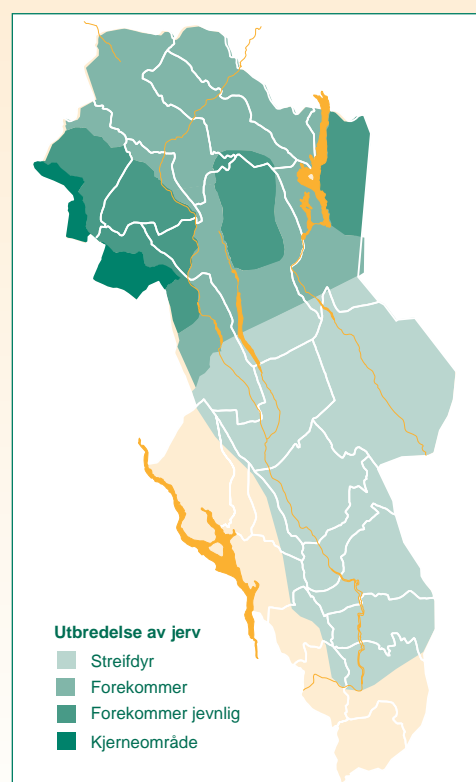 Utbredelse av jerv
Streifdyr
Forekommer
Forekommer jevnlig
Kjerneområde